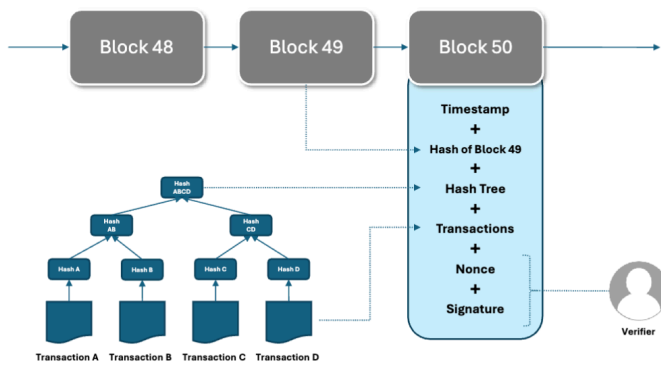 Block 48
Block 49
Block 50
Timestamp
+
Hash of Block 49
+
Hash Tree
+
Transactions
+
Nonce
+
Signature
Hash
ABCD
Hash
AB
Hash
CD
Hash A
Hash B
Hash C
Hash D
Transaction A
Transaction B
Transaction C
Transaction D
Verifier